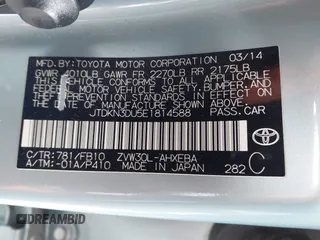 MFD.BY:TOYOTA MOTOR CORPORATION 03/14
GVWR 4010LB GAWR FR 2270LB RR 2175LB
THIS VEHICLE CONFORMS TO ALL APPLICABLE
FEDERAL MOTOR VEHICLE SAFETY, BUMPER, AND
THEFT PREVENTION STANDARDS IN EFFECT ON
THE DATE OF MANUFACTURE SHOWN ABOVE.
JTDKN3DU5E1814588 PASS.CAR
C/TR:781/FB10 ZVW30L-AHXEBA
A/TM:-01A/P410 MADE IN JAPAN 282 C
TOYOTA
DREAMBID